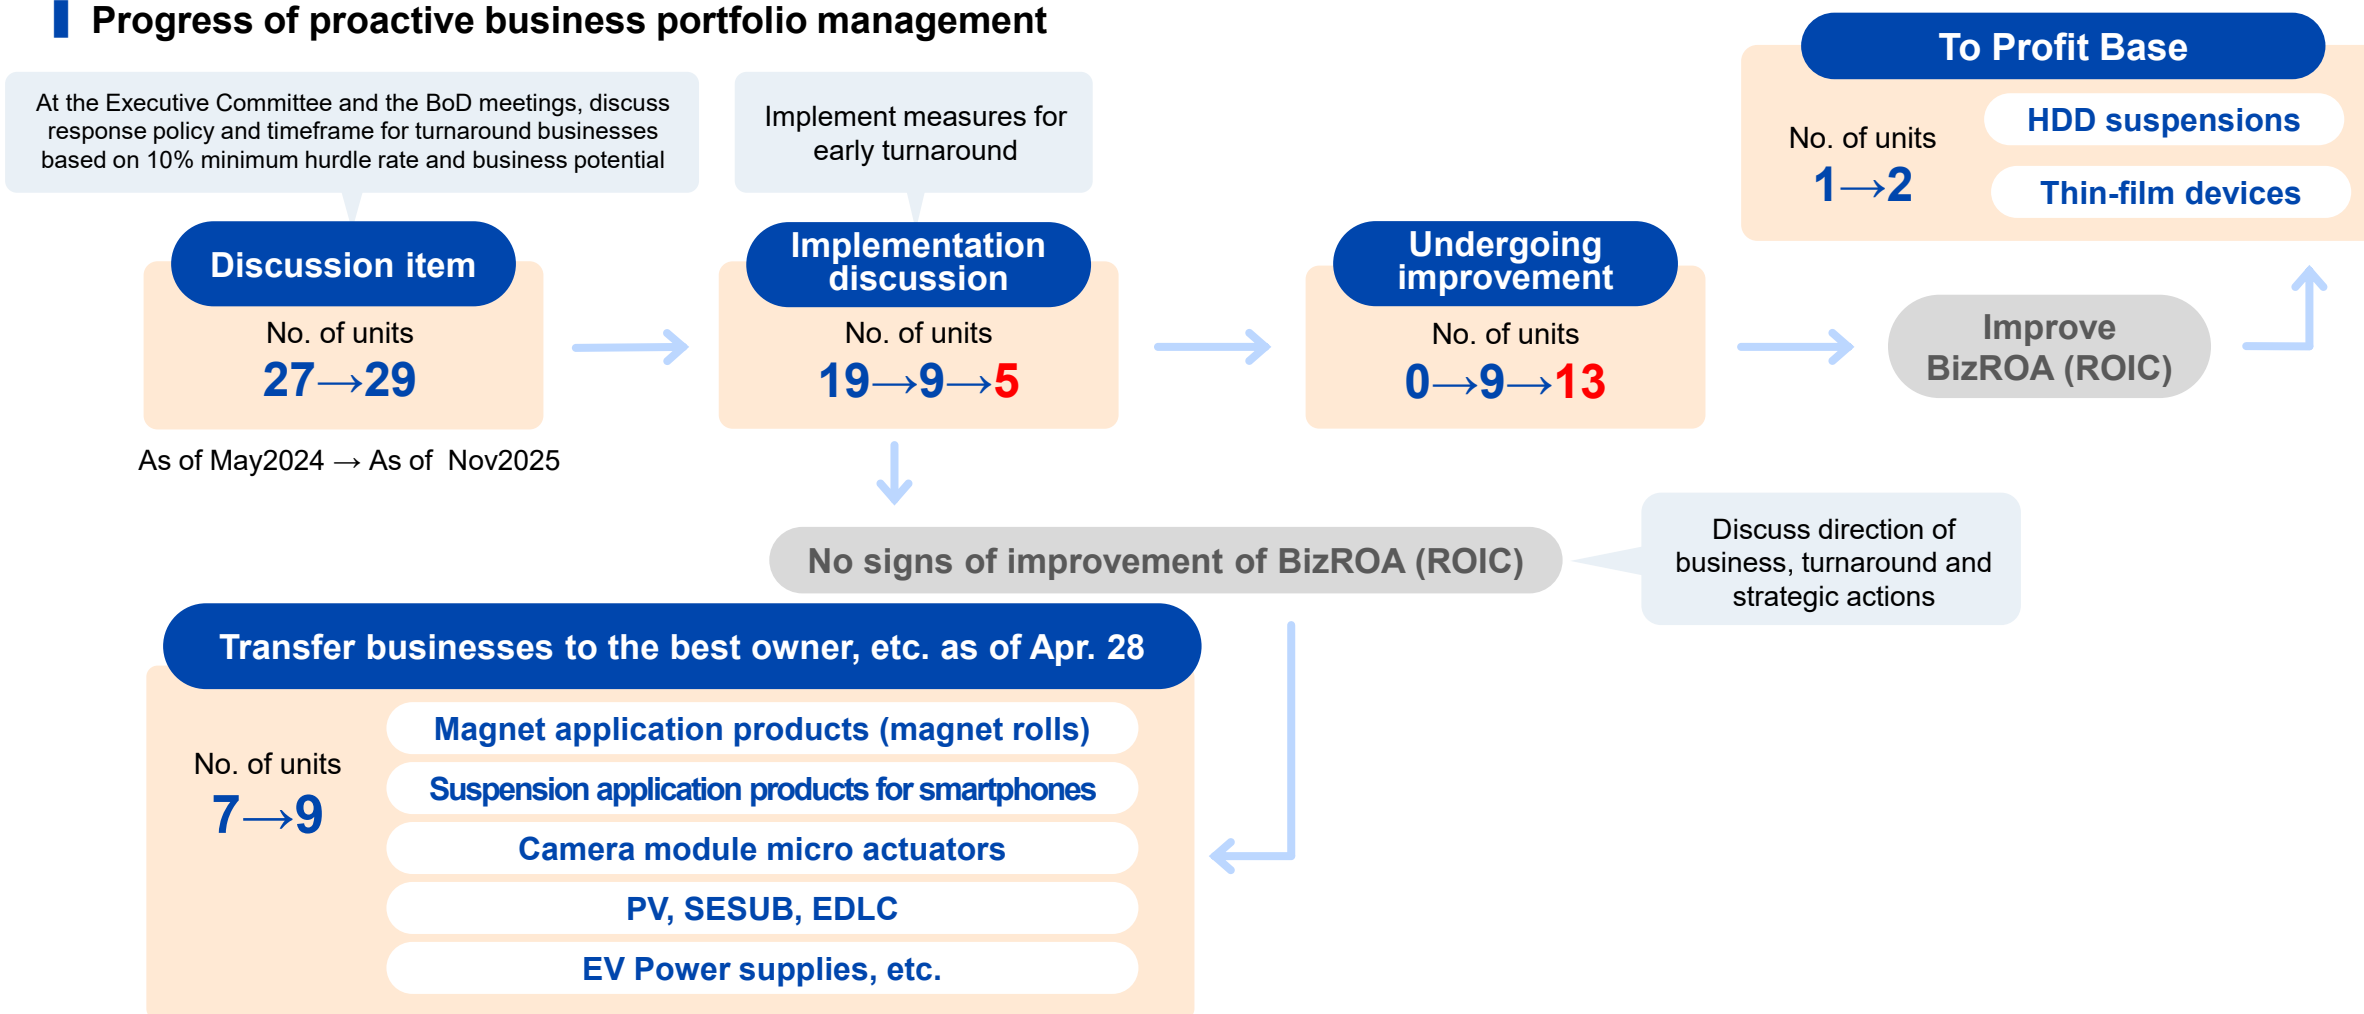 Progress of proactive business portfolio management
At the Executive Committee and the BoD meetings, discuss
response policy and timeframe for turnaround businesses
based on 10% minimum hurdle rate and business potential
Implement measures for
early turnaround
To Profit Base
No. of units
1→2
HDD suspensions
Thin-film devices
Discussion item
No. of units
27→29
As of May2024 → As of  Nov2025
Implementation
discussion
No. of units
19→9→5
Undergoing
improvement
No. of units
0→9→13
Improve
BizROA (ROIC)
No signs of improvement of BizROA (ROIC)
Discuss direction of
business, turnaround and
strategic actions
Transfer businesses to the best owner, etc. as of Apr. 28
No. of units
7→9
Magnet application products (magnet rolls)
Suspension application products for smartphones
Camera module micro actuators
PV, SESUB, EDLC
EV Power supplies, etc.